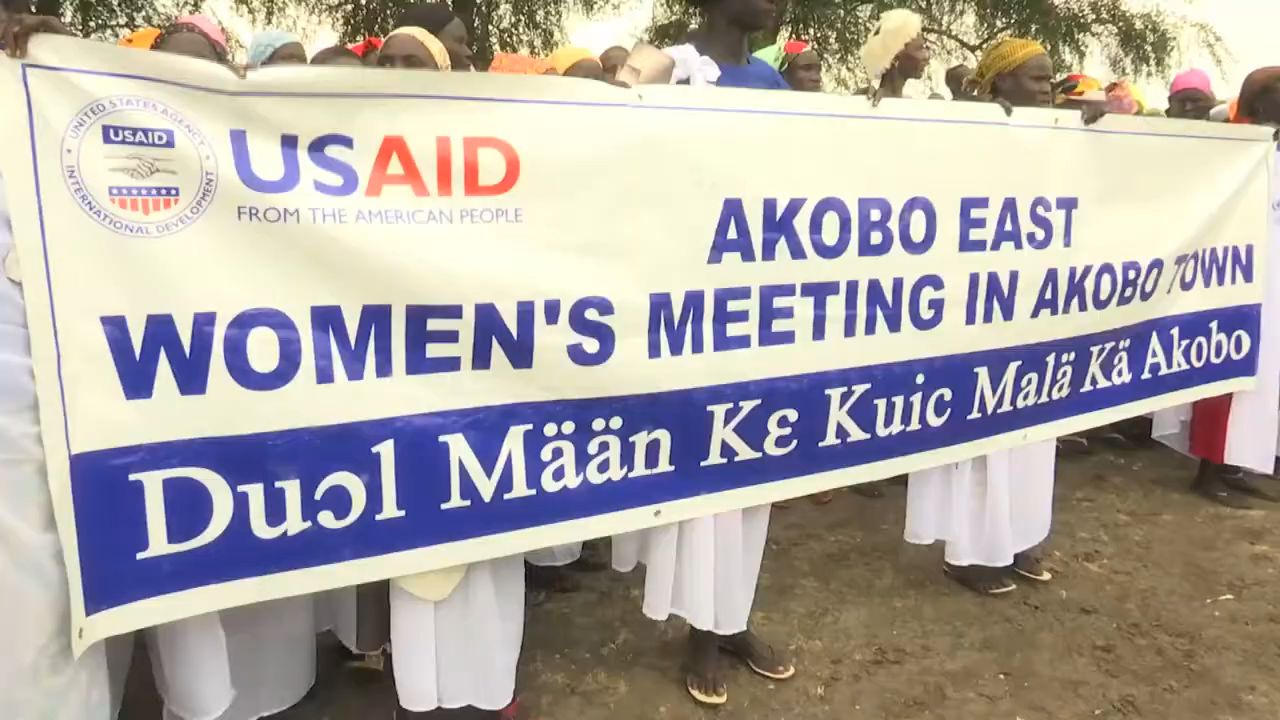 UNITED STATES AGENCY
USAID
INTERNATIONAL DEVELOPMENT
USAID
FROM THE AMERICAN PEOPLE
AKOBO EAST
WOMEN'S MEETING IN AKOBO TOWN
Duɔl Mään Kɛ Kuic Malä Kä Akobo